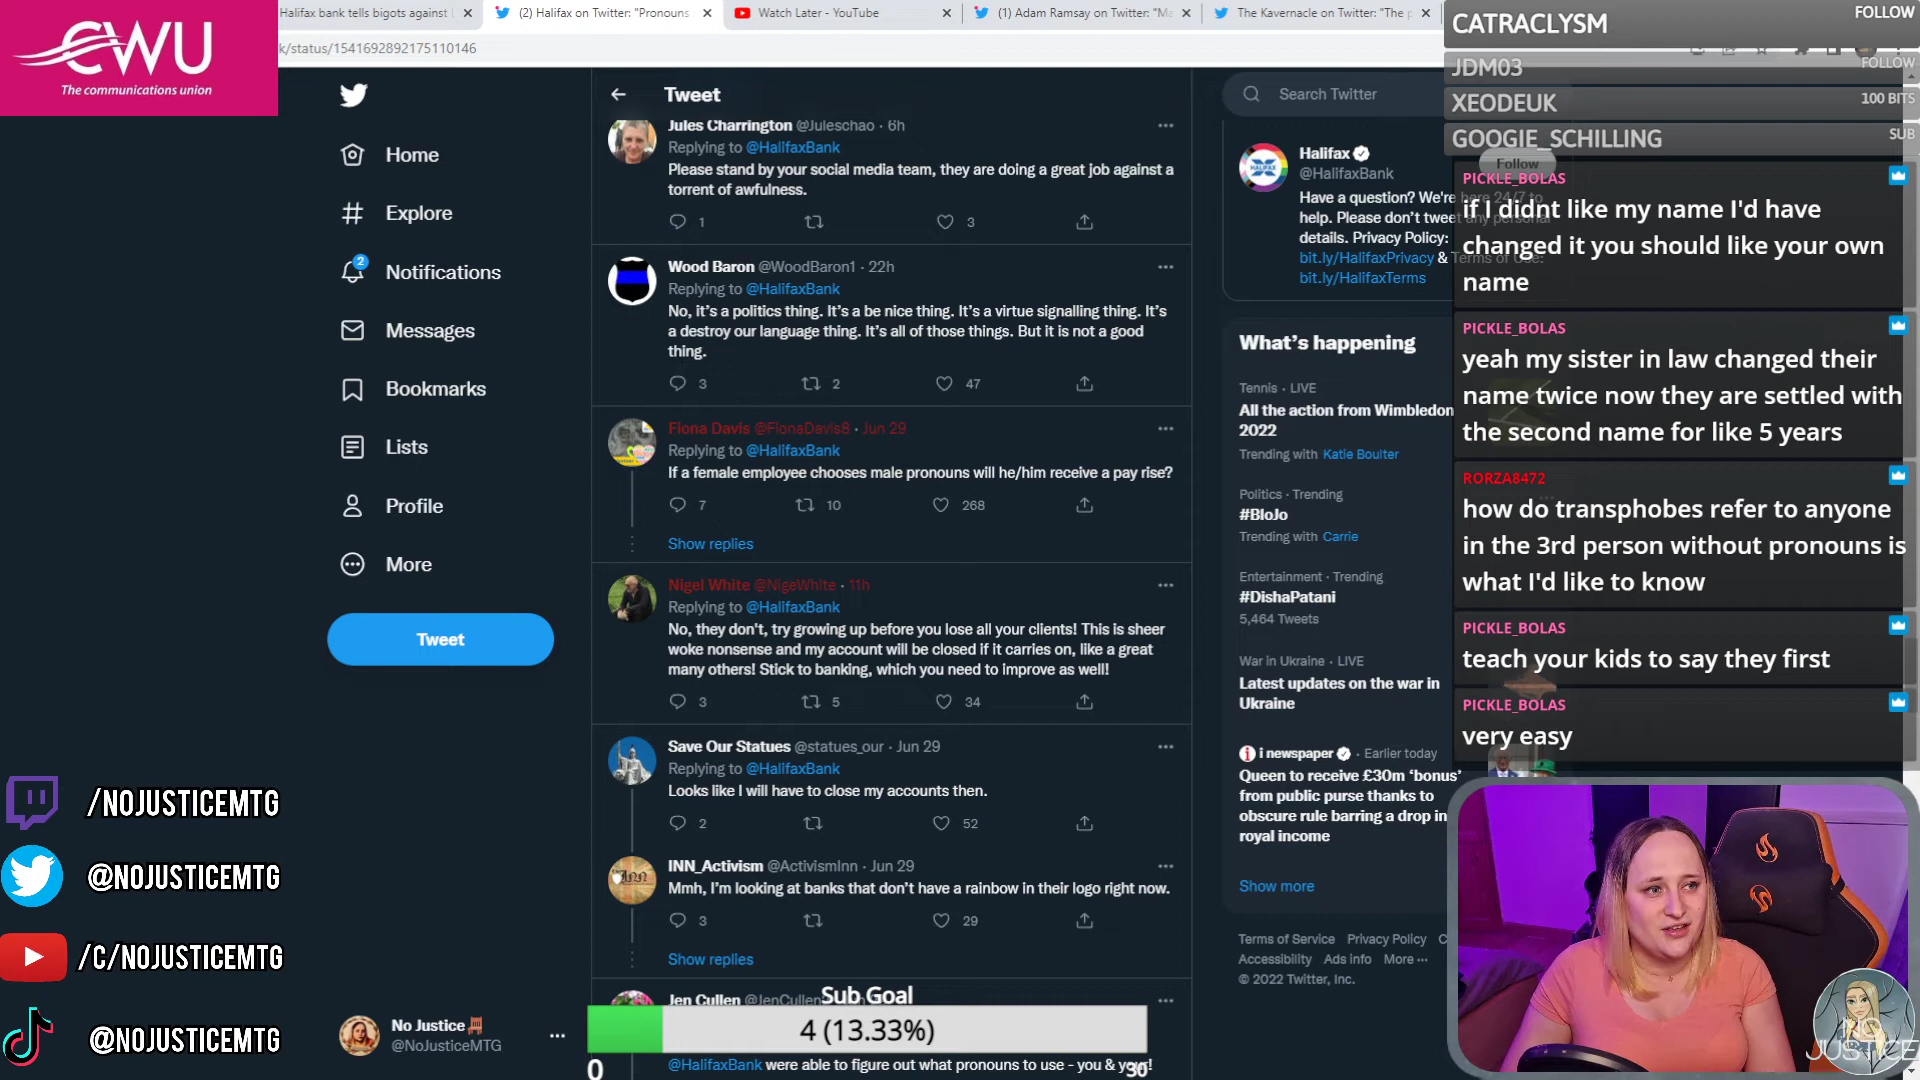 CWU
The communications union
Halifax bank tells bigots against
(2) Halifax on Twitter: "Pronouns
Watch Later - YouTube
(1) Adam Ramsay on Twitter: "Ma
The Kavernacle on Twitter: "The p
k/status/1541692892175110146
Home
Explore
2
Notifications
Messages
Bookmarks
Lists
Profile
More
Tweet
/NOJUSTICEMTG
@NOJUSTICEMTG
/C/NOJUSTICEMTG
@NOJUSTICEMTG
No Justice
@NoJusticeMTG
Tweet
Jules Charrington @Juleschao · 6h
Replying to @HalifaxBank
Please stand by your social media team, they are doing a great job against a
torrent of awfulness.
1 3
Wood Baron @WoodBaron1 · 22h
Replying to @HalifaxBank
No, it's a politics thing. It's a be nice thing. It's a virtue signalling thing. It's
a destroy our language thing. It's all of those things. But it is not a good
thing.
3 2 47
Fiona Davis @FionaDavis8 · Jun 29
Replying to @HalifaxBank
If a female employee chooses male pronouns will he/him receive a pay rise?
7 10 268
Show replies
Nigel White @NigeWhite · 11h
Replying to @HalifaxBank
No, they don't, try growing up before you lose all your clients! This is sheer
woke nonsense and my account will be closed if it carries on, like a great
many others! Stick to banking, which you need to improve as well!
3 5 34
Save Our Statues @statues_our · Jun 29
Replying to @HalifaxBank
Looks like I will have to close my accounts then.
2 52
INN_Activism @ActivismInn · Jun 29
Mmh, I'm looking at banks that don't have a rainbow in their logo right now.
3 29
Show replies
Jen Cullen @JenCullen
Sub Goal
4 (13.33%)
0 30
@HalifaxBank were able to figure out what pronouns to use - you & your!
Search Twitter
Halifax
@HalifaxBank
Follow
Have a question? We're here 24/7 to
help. Please don't tweet any personal
details. Privacy Policy:
bit.ly/HalifaxPrivacy & Terms of Use:
bit.ly/HalifaxTerms
What's happening
Tennis · LIVE
All the action from Wimbledon
2022
Trending with Katie Boulter
Politics · Trending
#BloJo
Trending with Carrie
Entertainment · Trending
#DishaPatani
5,464 Tweets
War in Ukraine · LIVE
Latest updates on the war in
Ukraine
i newspaper · Earlier today
Queen to receive £30m 'bonus'
from public purse thanks to
obscure rule barring a drop in
royal income
Show more
Terms of Service Privacy Policy C
Accessibility Ads info More ···
© 2022 Twitter, Inc.
CATRACLYSM FOLLOW
JDM03 FOLLOW
XEODEUK 100 BITS
GOOGIE_SCHILLING SUB
PICKLE_BOLAS
if I didnt like my name I'd have
changed it you should like your own
name
PICKLE_BOLAS
yeah my sister in law changed their
name twice now they are settled with
the second name for like 5 years
RORZA8472
how do transphobes refer to anyone
in the 3rd person without pronouns is
what I'd like to know
PICKLE_BOLAS
teach your kids to say they first
PICKLE_BOLAS
very easy
NO
JUSTICE